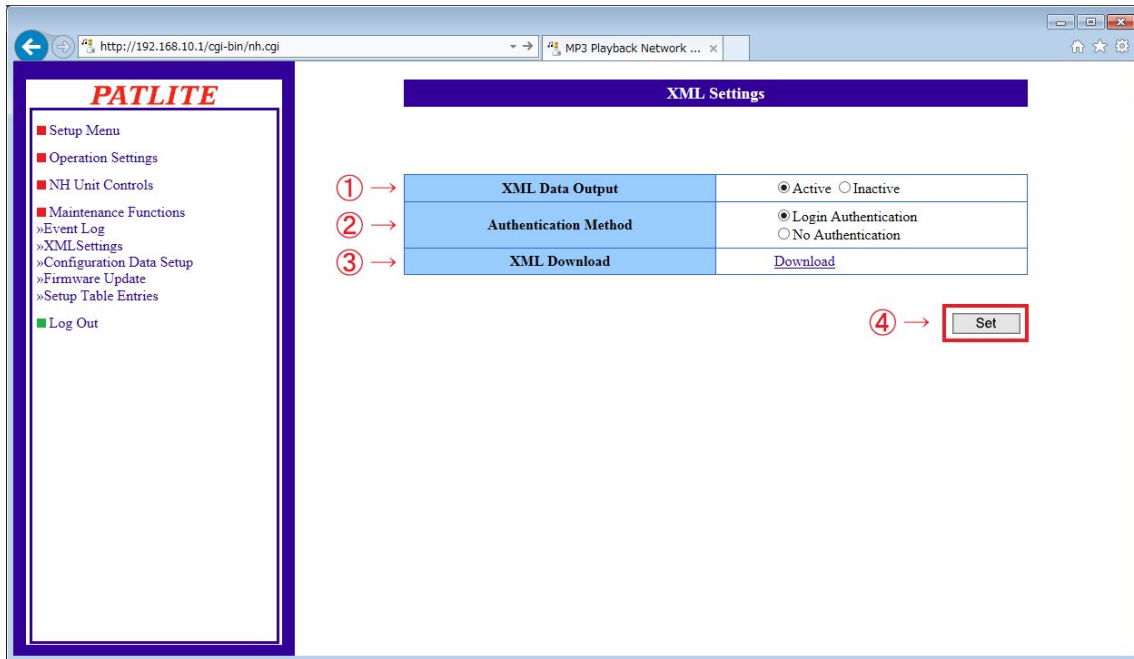 http://192.168.10.1/cgi-bin/nh.cgi
MP3 Playback Network ...
PATLITE
Setup Menu
Operation Settings
NH Unit Controls
Maintenance Functions
»Event Log
»XMLSettings
»Configuration Data Setup
»Firmware Update
»Setup Table Entries
Log Out
XML Settings
① → XML Data Output Active Inactive
② → Authentication Method Login Authentication
No Authentication
③ → XML Download Download
④ → Set